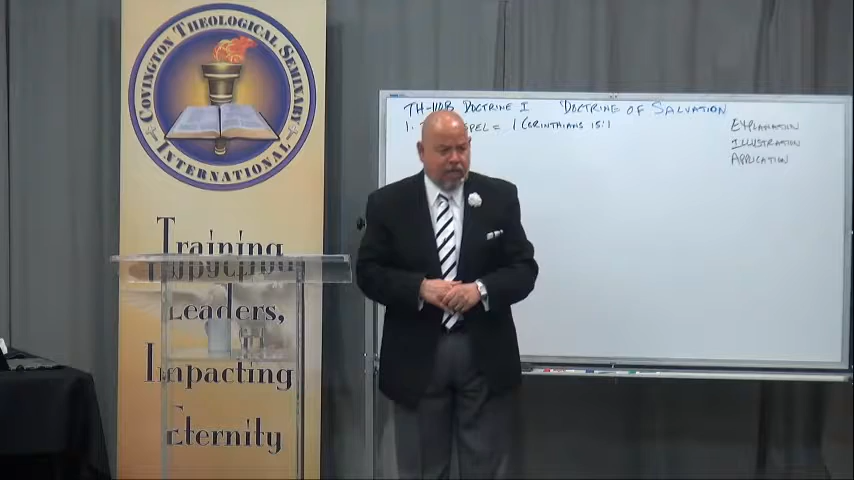 COVINGTON THEOLOGICAL SEMINARY
INTERNATIONAL
Training
Leaders,
Impacting
Eternity
TH-110B DOCTRINE I DOCTRINE OF SALVATION
1. = 1 CORINTHIANS 15:1
EXPLANATION
ILLUSTRATION
APPLICATION